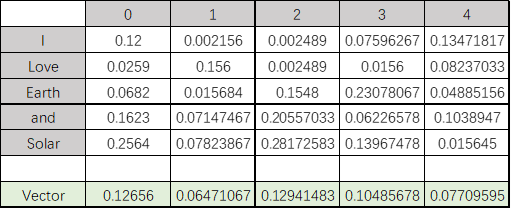 0 1 2 3 4
I 0.12 0.002156 0.002489 0.07596267 0.13471817
Love 0.0259 0.156 0.002489 0.0156 0.08237033
Earth 0.0682 0.015684 0.1548 0.23078067 0.04885156
and 0.1623 0.07147467 0.20557033 0.06226578 0.1038947
Solar 0.2564 0.07823867 0.28172583 0.13967478 0.015645
Vector 0.12656 0.06471067 0.12941483 0.10485678 0.07709595